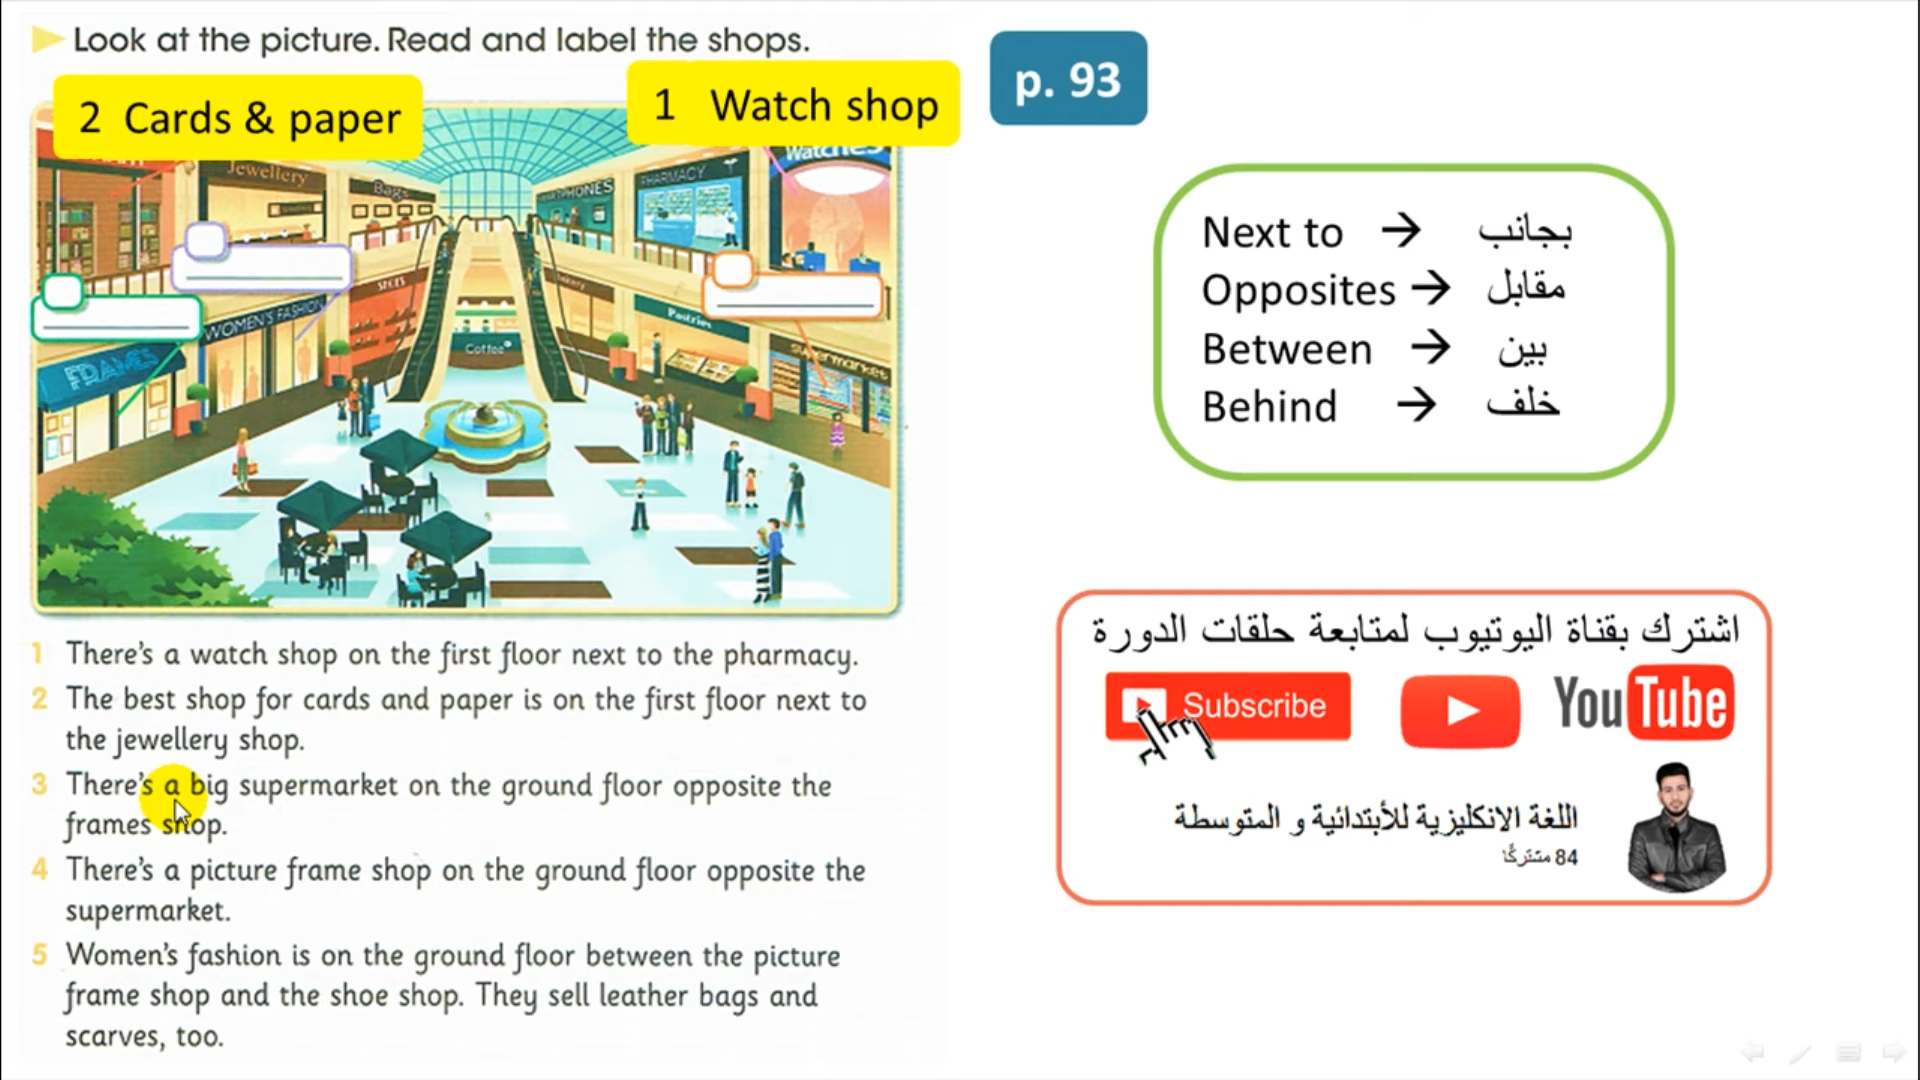 Look at the picture. Read and label the shops.
2 Cards & paper
1 Watch shop
p. 93
Jewellery
Bags
PHARMACY
Watches
WOMEN'S FASHION
SHOES
Bakery
Pastries
Coffee
FRAMES
supermarket
Next to → بجانب
Opposites → مقابل
Between → بين
Behind → خلف
1 There's a watch shop on the first floor next to the pharmacy.
2 The best shop for cards and paper is on the first floor next to
the jewellery shop.
3 There's a big supermarket on the ground floor opposite the
frames shop.
4 There's a picture frame shop on the ground floor opposite the
supermarket.
5 Women's fashion is on the ground floor between the picture
frame shop and the shoe shop. They sell leather bags and
scarves, too.
اشترك بقناة اليوتيوب لمتابعة حلقات الدورة
Subscribe
YouTube
اللغة الانكليزية للأبتدائية و المتوسطة
84 مشتركًا